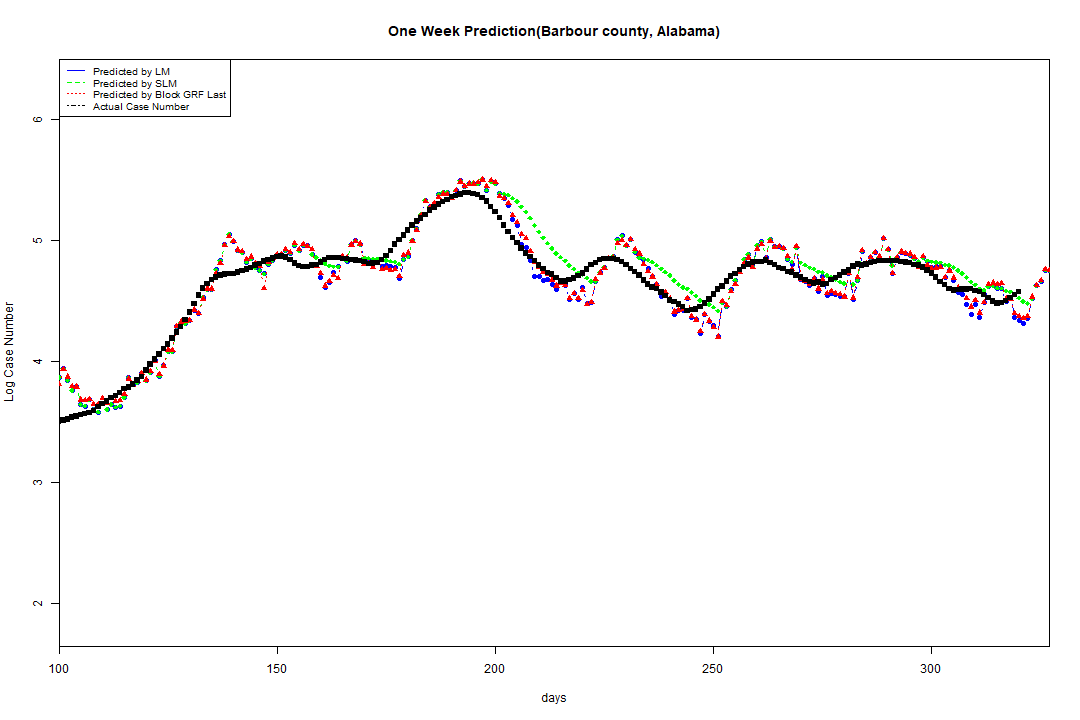 One Week Prediction(Barbour county, Alabama)
Predicted by LM
Predicted by SLM
Predicted by Block GRF Last
Actual Case Number
6
5
4
3
2
Log Case Number
100 150 200 250 300
days